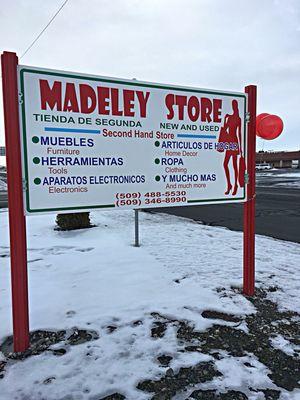 MADELEY STORE
TIENDA DE SEGUNDA
NEW AND USED
Second Hand Store
MUEBLES
Furniture
HERRAMIENTAS
Tools
APARATOS ELECTRONICOS
Electronics
ARTICULOS DE HOGAR
Home Decor
ROPA
Clothing
Y MUCHO MAS
And much more
(509) 488-5530
(509) 346-8990